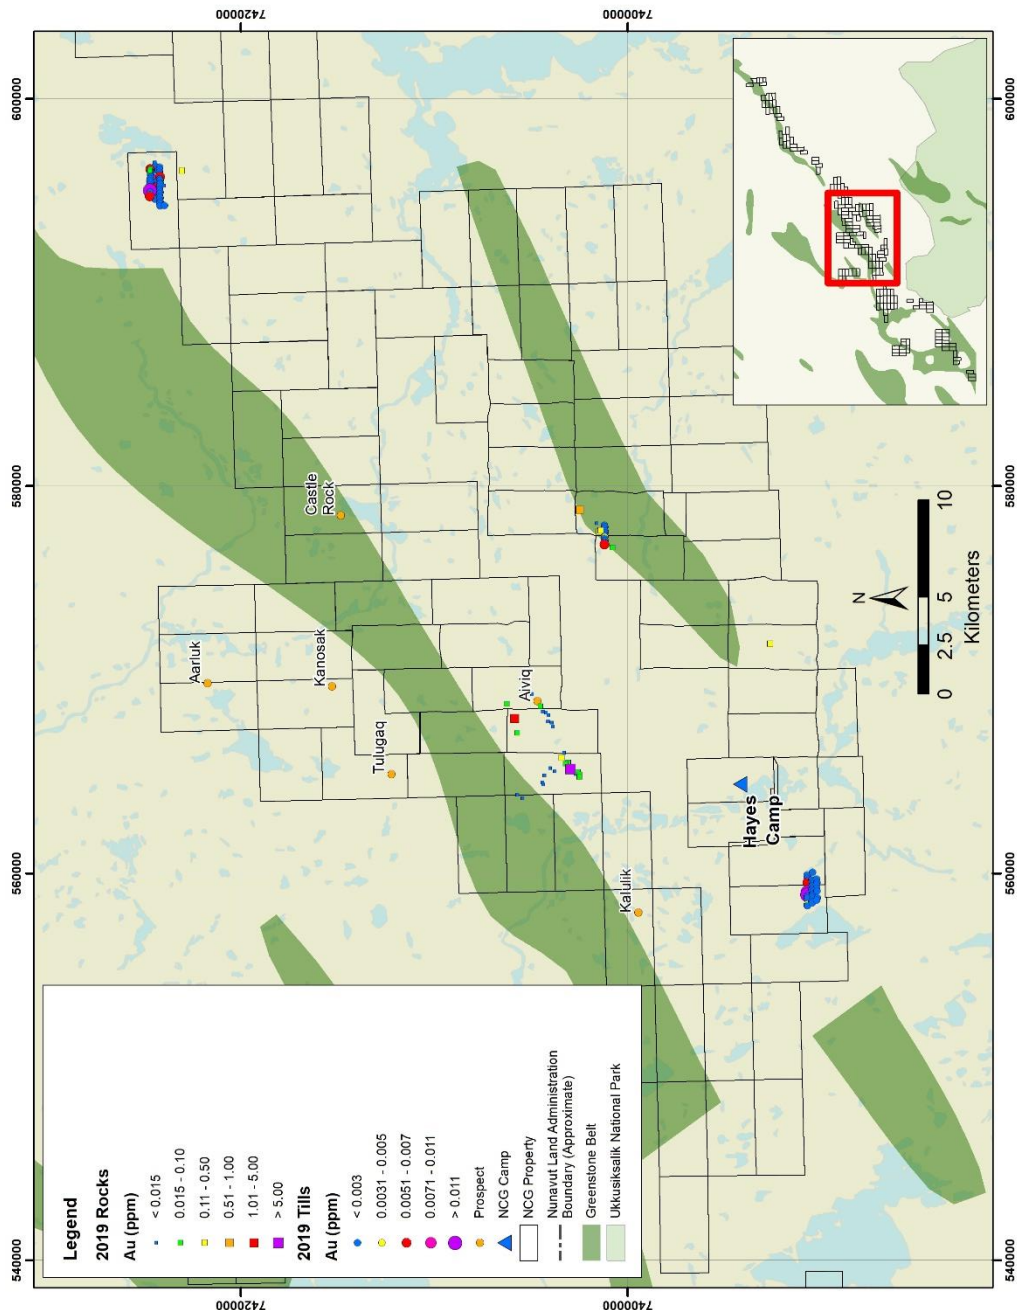 Legend
2019 Rocks
Au (ppm)
< 0.015
0.015 - 0.10
0.11 - 0.50
0.51 - 1.00
1.01 - 5.00
> 5.00
2019 Tills
Au (ppm)
< 0.003
0.0031 - 0.005
0.0051 - 0.007
0.0071 - 0.011
> 0.011
Prospect
NCG Camp
NCG Property
Nunavut Land Administration
Boundary (Approximate)
Greenstone Belt
Ukkusiksalik National Park
540000
560000
580000
600000
540000
560000
580000
600000
7420000
7400000
7420000
7400000
Aarluk
Kanosak
Tulugaq
Castle
Rock
Aiviq
Kalulik
Hayes
Camp
N
0
2.5
5
10
Kilometers